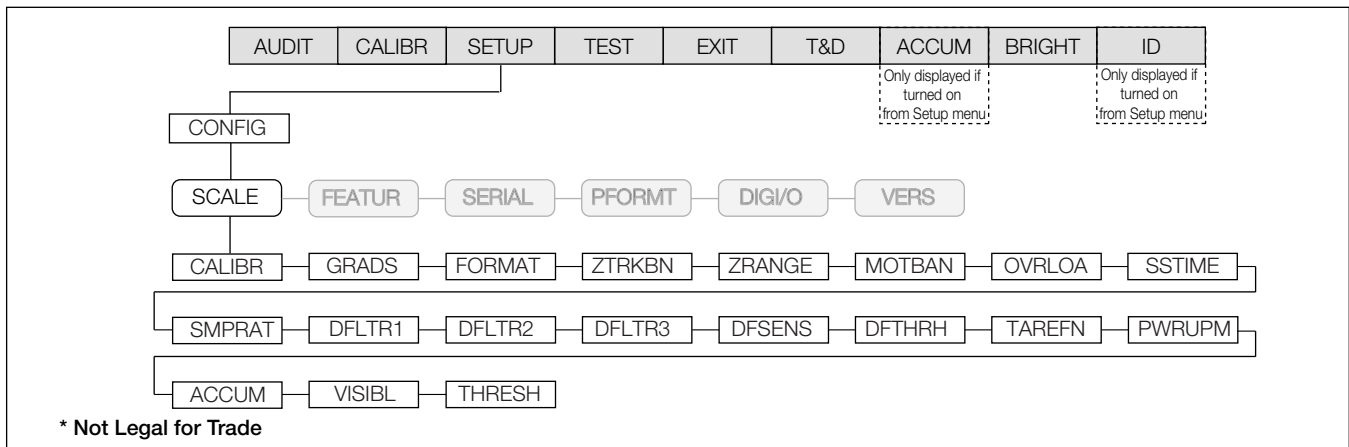 AUDIT CALIBR SETUP TEST EXIT T&D ACCUM BRIGHT ID
Only displayed if turned on from Setup menu
Only displayed if turned on from Setup menu
CONFIG
SCALE FEATUR SERIAL PFORMT DIGI/O VERS
CALIBR GRADS FORMAT ZTRKBN ZRANGE MOTBAN OVRLOA SSTIME
SMPRAT DFLTR1 DFLTR2 DFLTR3 DFSENS DFTHRH TAREFN PWRUPM
ACCUM VISIBL THRESH
* Not Legal for Trade